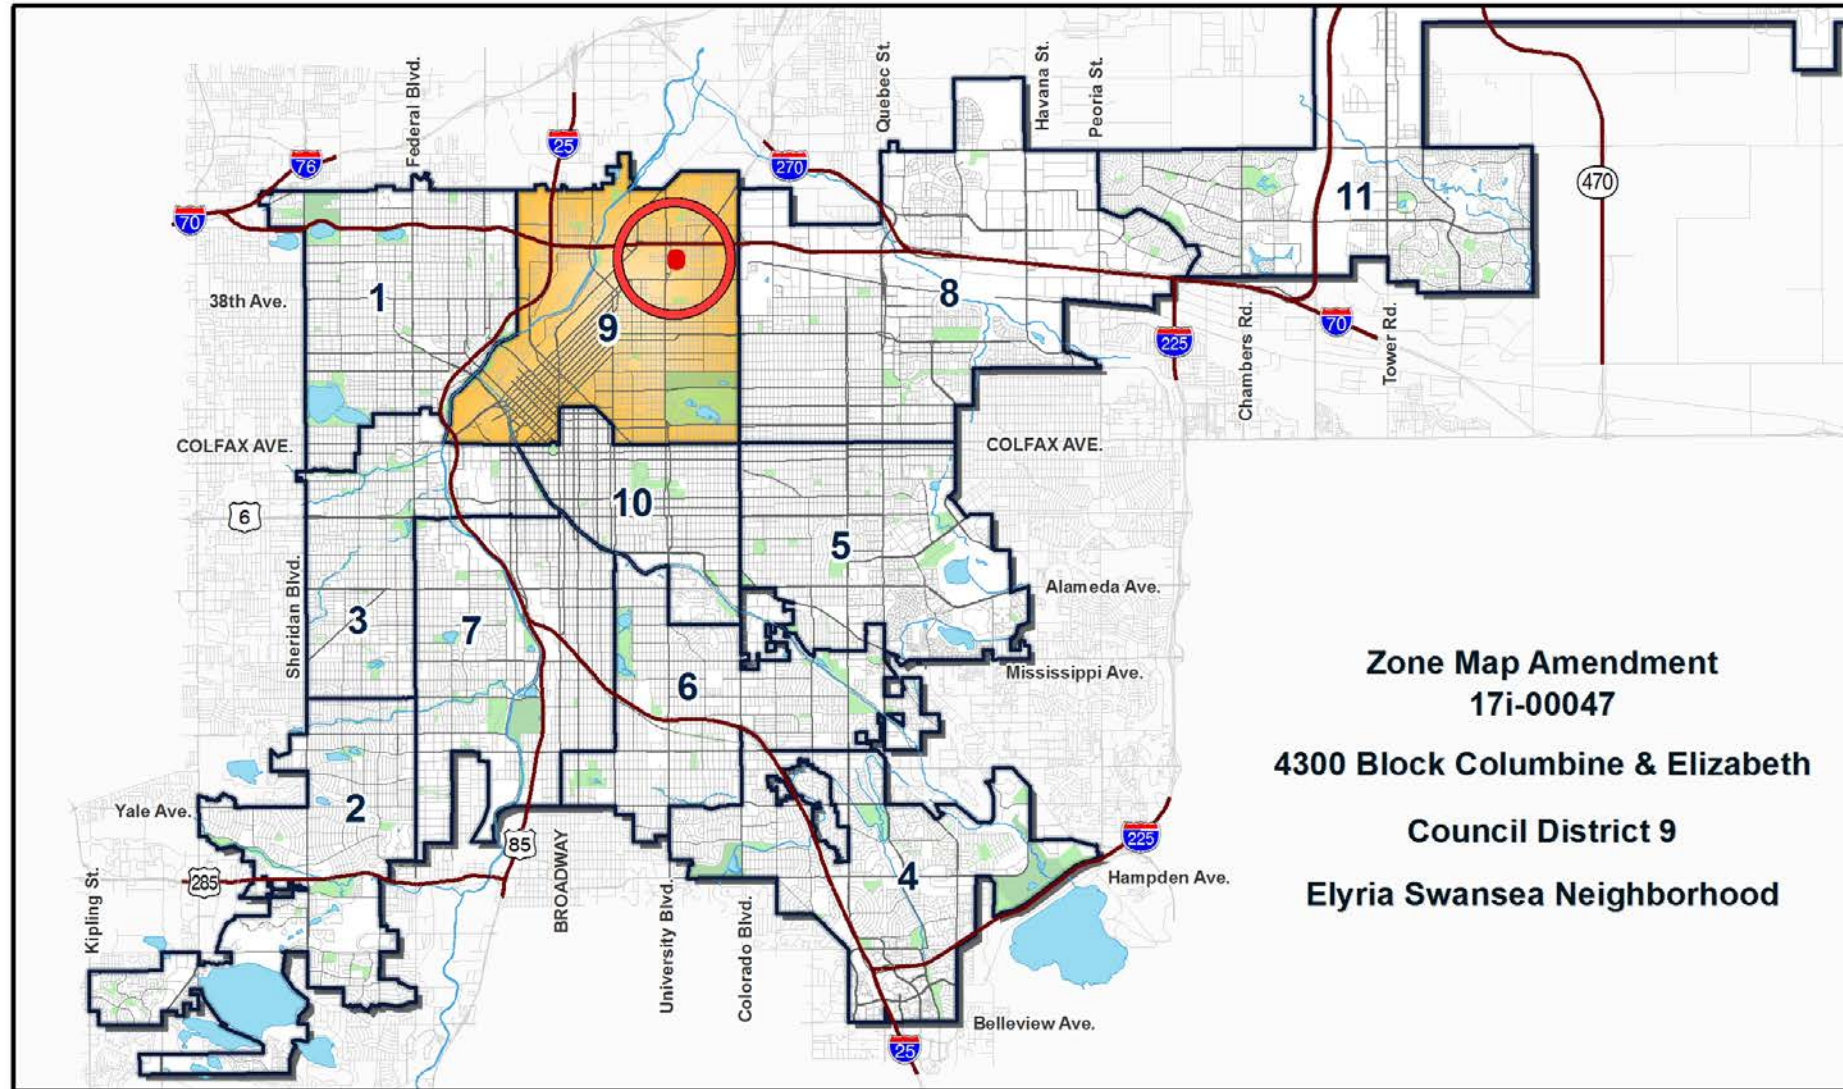 Federal Blvd.
Quebec St.
Havana St.
Peoria St.
76
25
270
70
470
11
38th Ave.
1
9
8
225
70
Chambers Rd.
Tower Rd.
COLFAX AVE.
COLFAX AVE.
6
10
5
Sheridan Blvd.
Alameda Ave.
3
7
6
Mississippi Ave.
Zone Map Amendment
17i-00047
4300 Block Columbine & Elizabeth
Council District 9
Elyria Swansea Neighborhood
Yale Ave.
2
85
225
285
4
Hampden Ave.
Kipling St.
BROADWAY
University Blvd.
Colorado Blvd.
Belleview Ave.
25